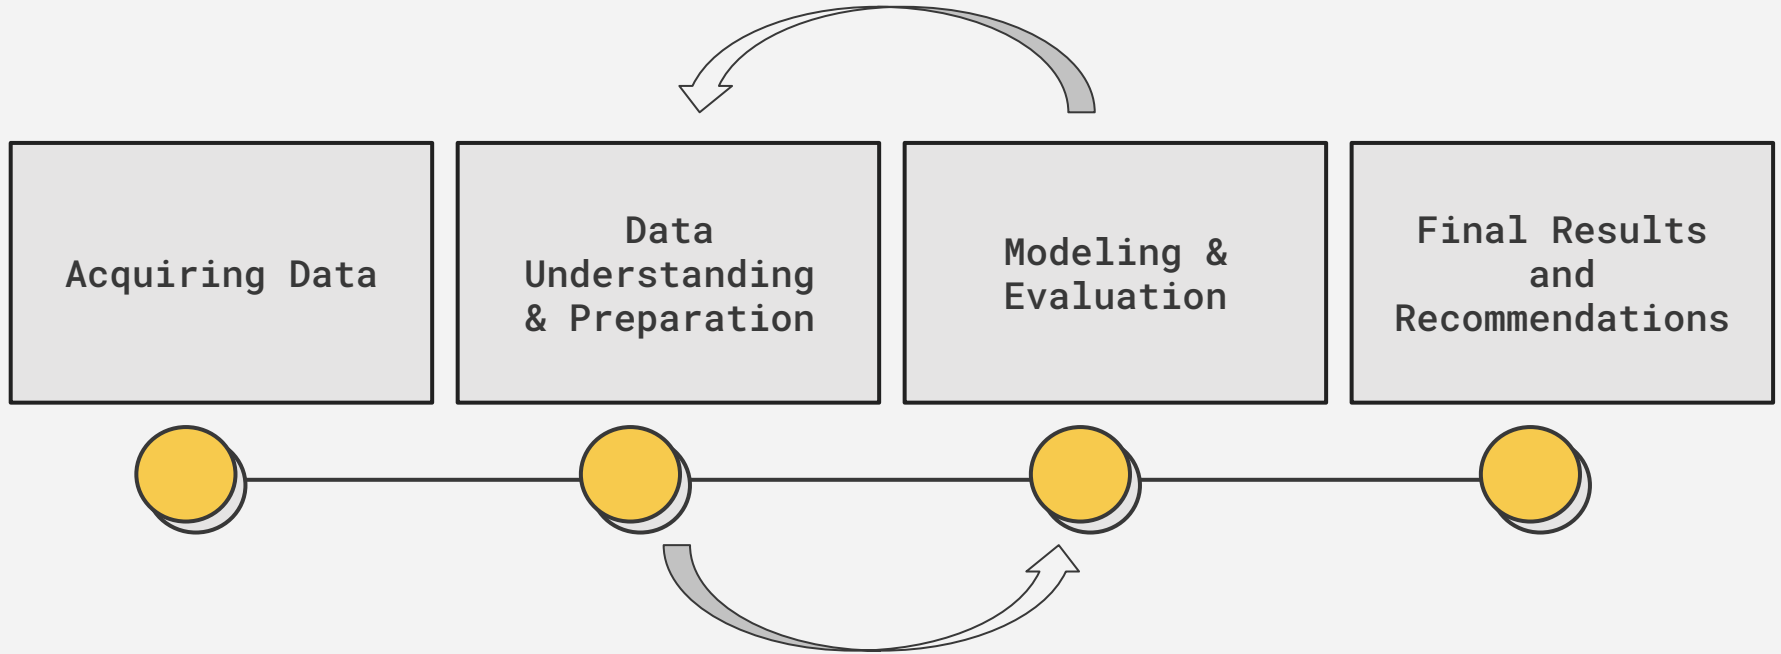 Acquiring Data
Data
Understanding
& Preparation
Modeling &
Evaluation
Final Results
and
Recommendations